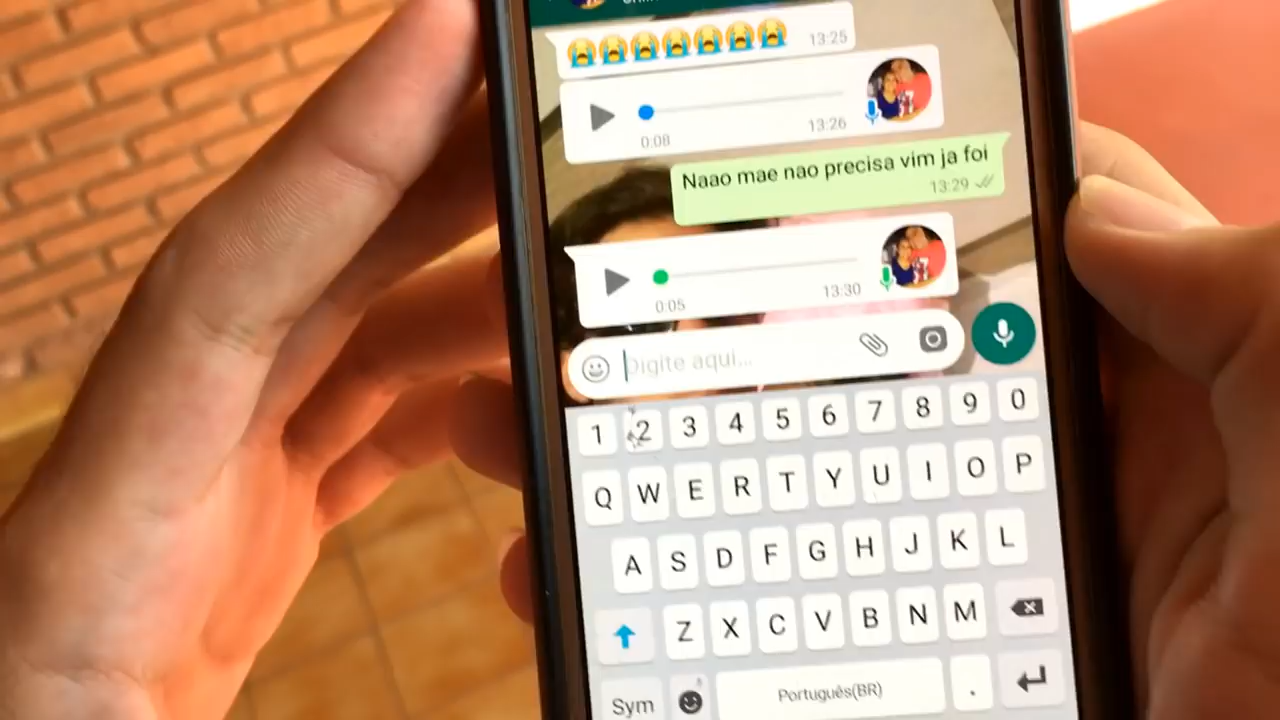 13:25
0:08
13:26
Naao mae nao precisa vim ja foi
13:29
0:05
13:30
Digite aqui...
1 2 3 4 5 6 7 8 9 0
Q W E R T Y U I O P
A S D F G H J K L
Z X C V B N M
Sym
Português(BR)
.